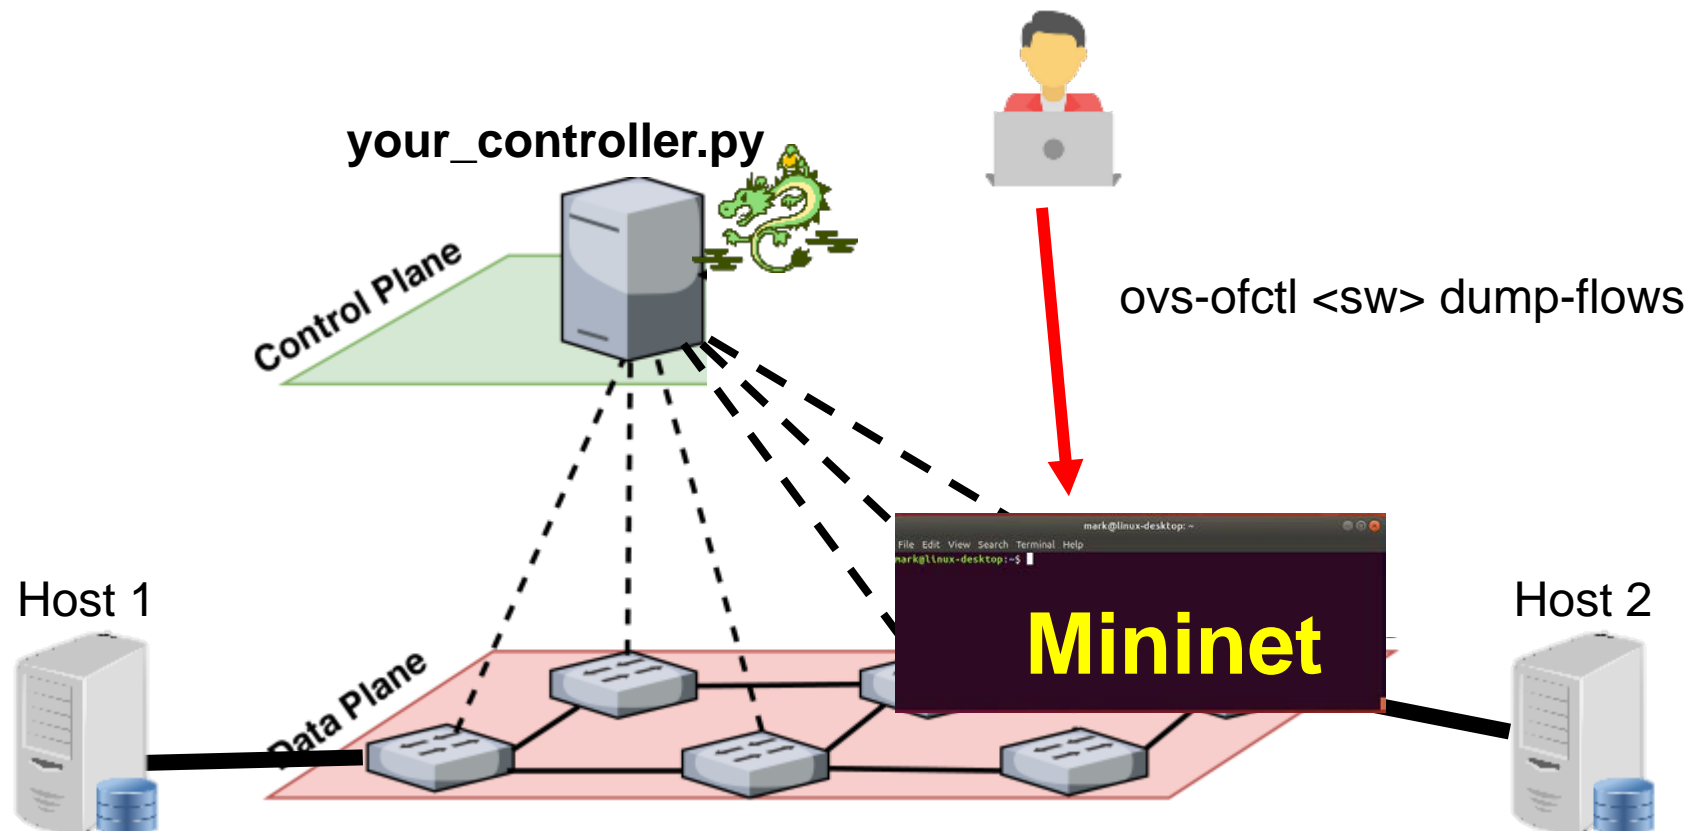 your_controller.py
Control Plane
ovs-ofctl <sw> dump-flows
mark@linux-desktop: ~
File Edit View Search Terminal Help
mark@linux-desktop:~$
Mininet
Host 1
Host 2
Data Plane